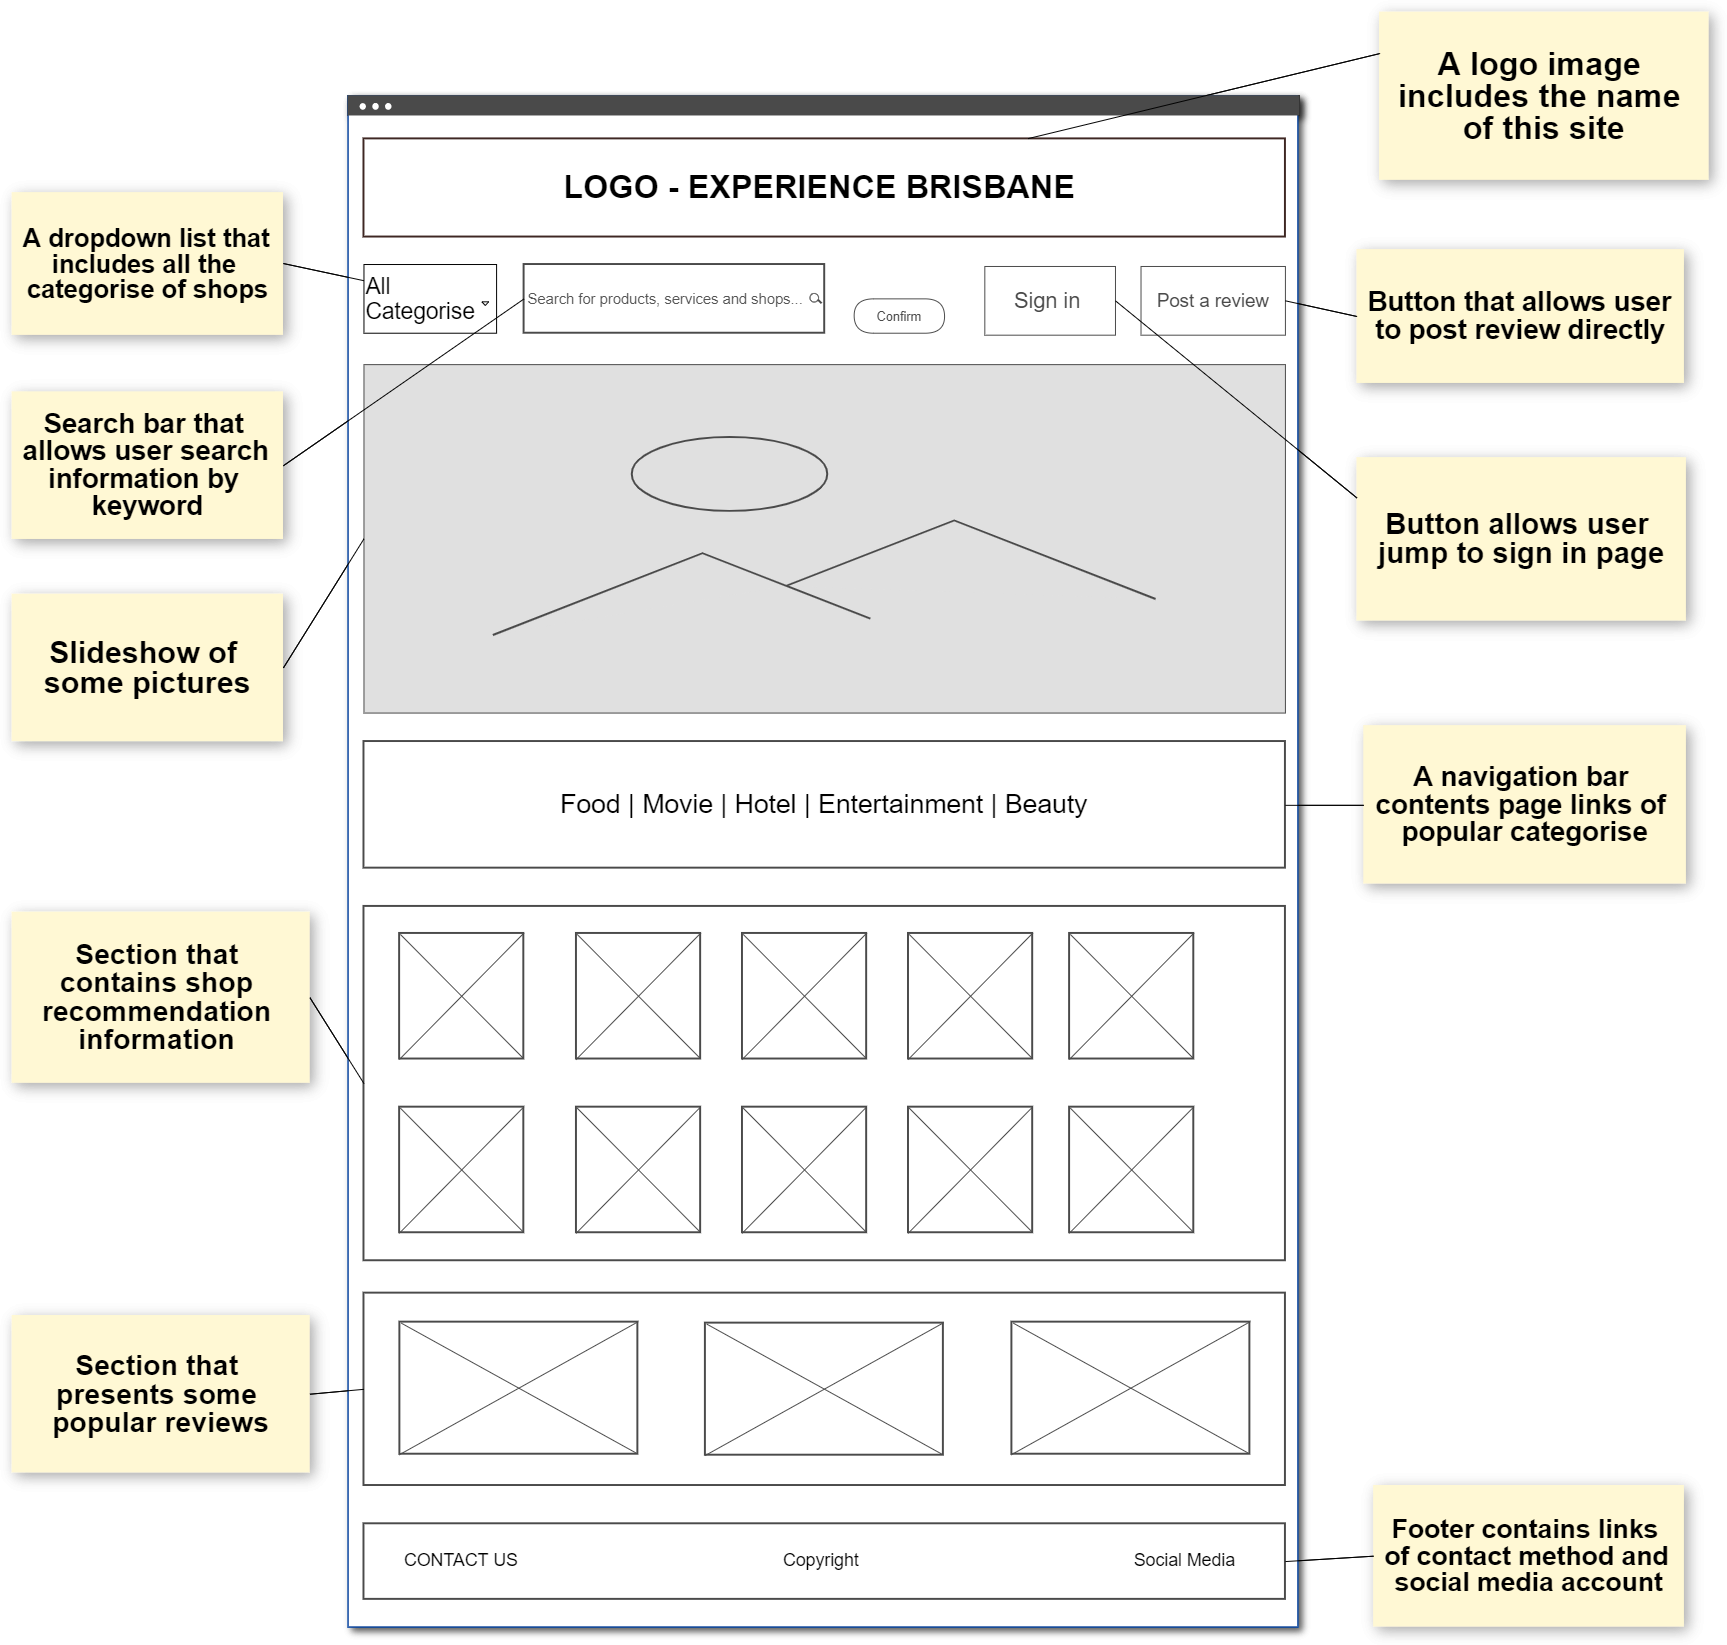 A logo image
includes the name
of this site
LOGO - EXPERIENCE BRISBANE
A dropdown list that
includes all the
categorise of shops
All
Categorise
Search for products, services and shops...
Confirm
Sign in
Post a review
Button that allows user
to post review directly
Search bar that
allows user search
information by
keyword
Button allows user
jump to sign in page
Slideshow of
some pictures
A navigation bar
contents page links of
popular categorise
Food | Movie | Hotel | Entertainment | Beauty
Section that
contains shop
recommendation
information
Section that
presents some
popular reviews
Footer contains links
of contact method and
social media account
CONTACT US
Copyright
Social Media